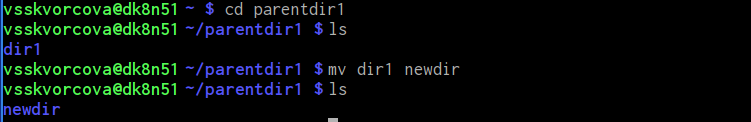 vsskvorcova@dk8n51 ~ $ cd parentdir1
vsskvorcova@dk8n51 ~/parentdir1 $ ls
dir1
vsskvorcova@dk8n51 ~/parentdir1 $ mv dir1 newdir
vsskvorcova@dk8n51 ~/parentdir1 $ ls
newdir